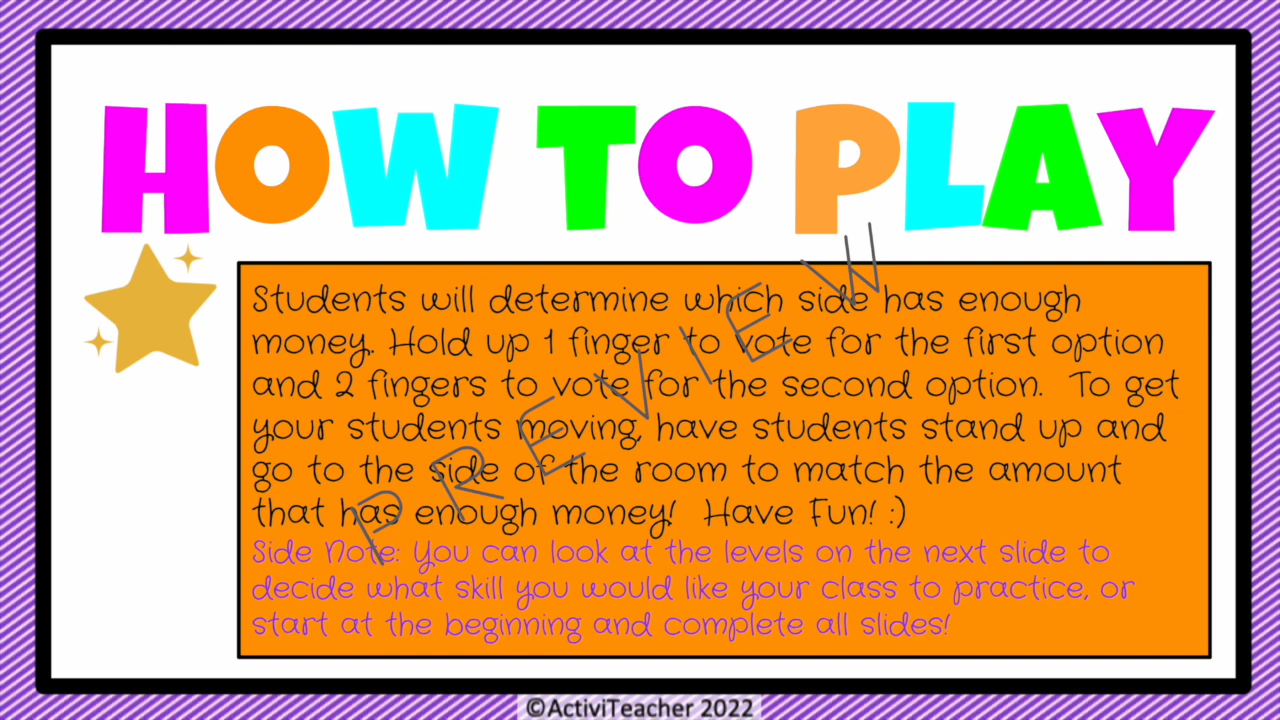 HOW TO PLAY
Students will determine which side has enough
money. Hold up 1 finger to vote for the first option
and 2 fingers to vote for the second option. To get
your students moving, have students stand up and
go to the side of the room to match the amount
that has enough money! Have Fun! :)
Side Note: You can look at the levels on the next slide to
decide what skill you would like your class to practice, or
start at the beginning and complete all slides!
PREVIEW
©ActiviTeacher 2022